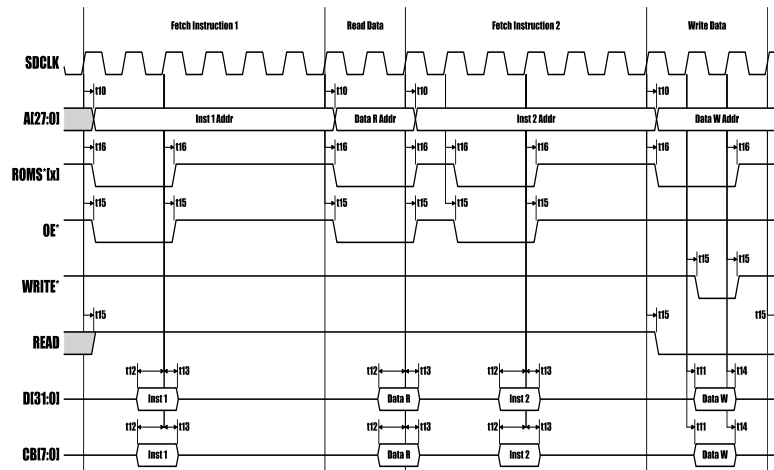 Fetch Instruction 1 Read Data Fetch Instruction 2 Write Data
SDCLK
t10 t10 t10 t10
A[27:0] Inst 1 Addr Data R Addr Inst 2 Addr Data W Addr
t16 t16 t16 t16 t16 t16 t16 t16
ROMS*[x]
t15 t15 t15 t15 t15 t15
OE*
t15 t15
WRITE*
t15 t15 t15
READ
t12 t13 t12 t13 t12 t13 t11 t14
D[31:0] Inst 1 Data R Inst 2 Data W
t12 t13 t12 t13 t12 t13 t11 t14
CB[7:0] Inst 1 Data R Inst 2 Data W